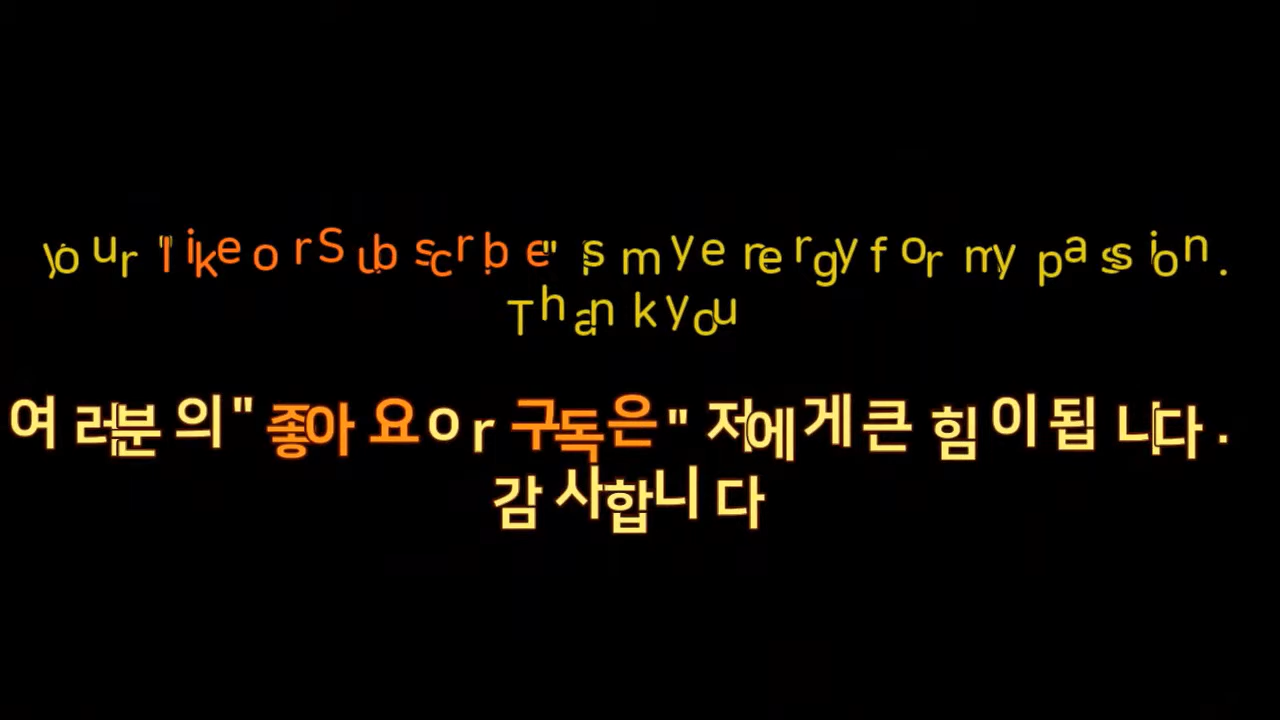 your "like or Subscribe" is my energy for my passion.
Thank you
여러분의 "좋아요 or 구독은" 저에게 큰 힘이 됩니다.
감사합니다